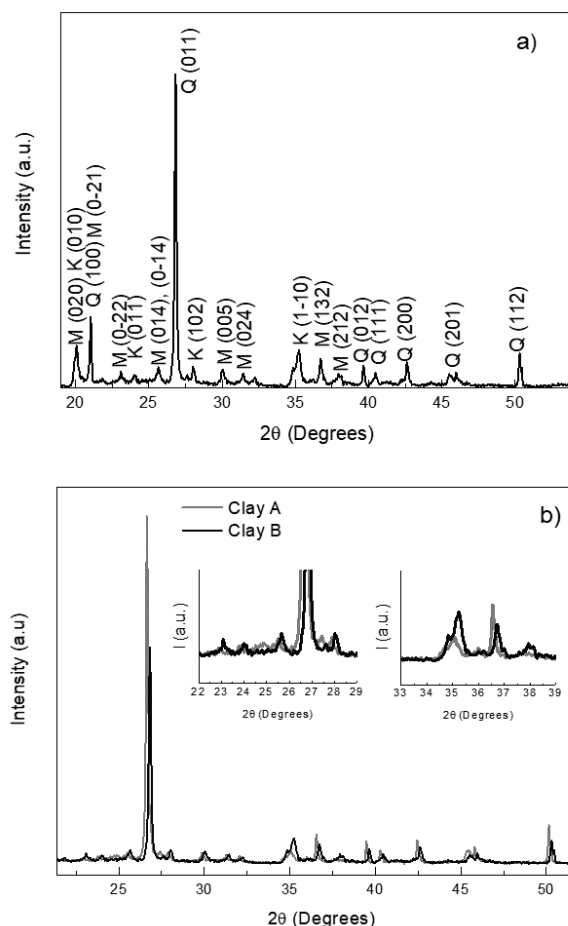 a)
Intensity (a.u.)
M (020) K (010)
Q (100) M (0-21)
M (0-22)
K (011)
M (014), (0-14)
Q (011)
K (102)
M (005)
M (024)
K (1-10)
M (132)
M (212)
Q (012)
Q (111)
Q (200)
Q (201)
Q (112)
20 25 30 35 40 45 50
2θ (Degrees)
b)
Clay A
Clay B
Intensity (a.u)
I (a.u.)
22 23 24 25 26 27 28 29
2θ (Degrees)
I (a.u.)
33 34 35 36 37 38 39
2θ (Degrees)
25 30 35 40 45 50
2θ (Degrees)